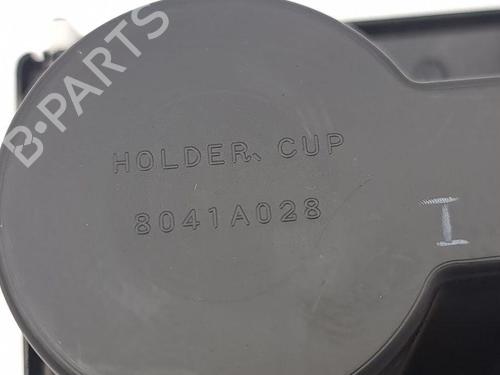 B-PARTS
HOLDER, CUP
8041A028
I